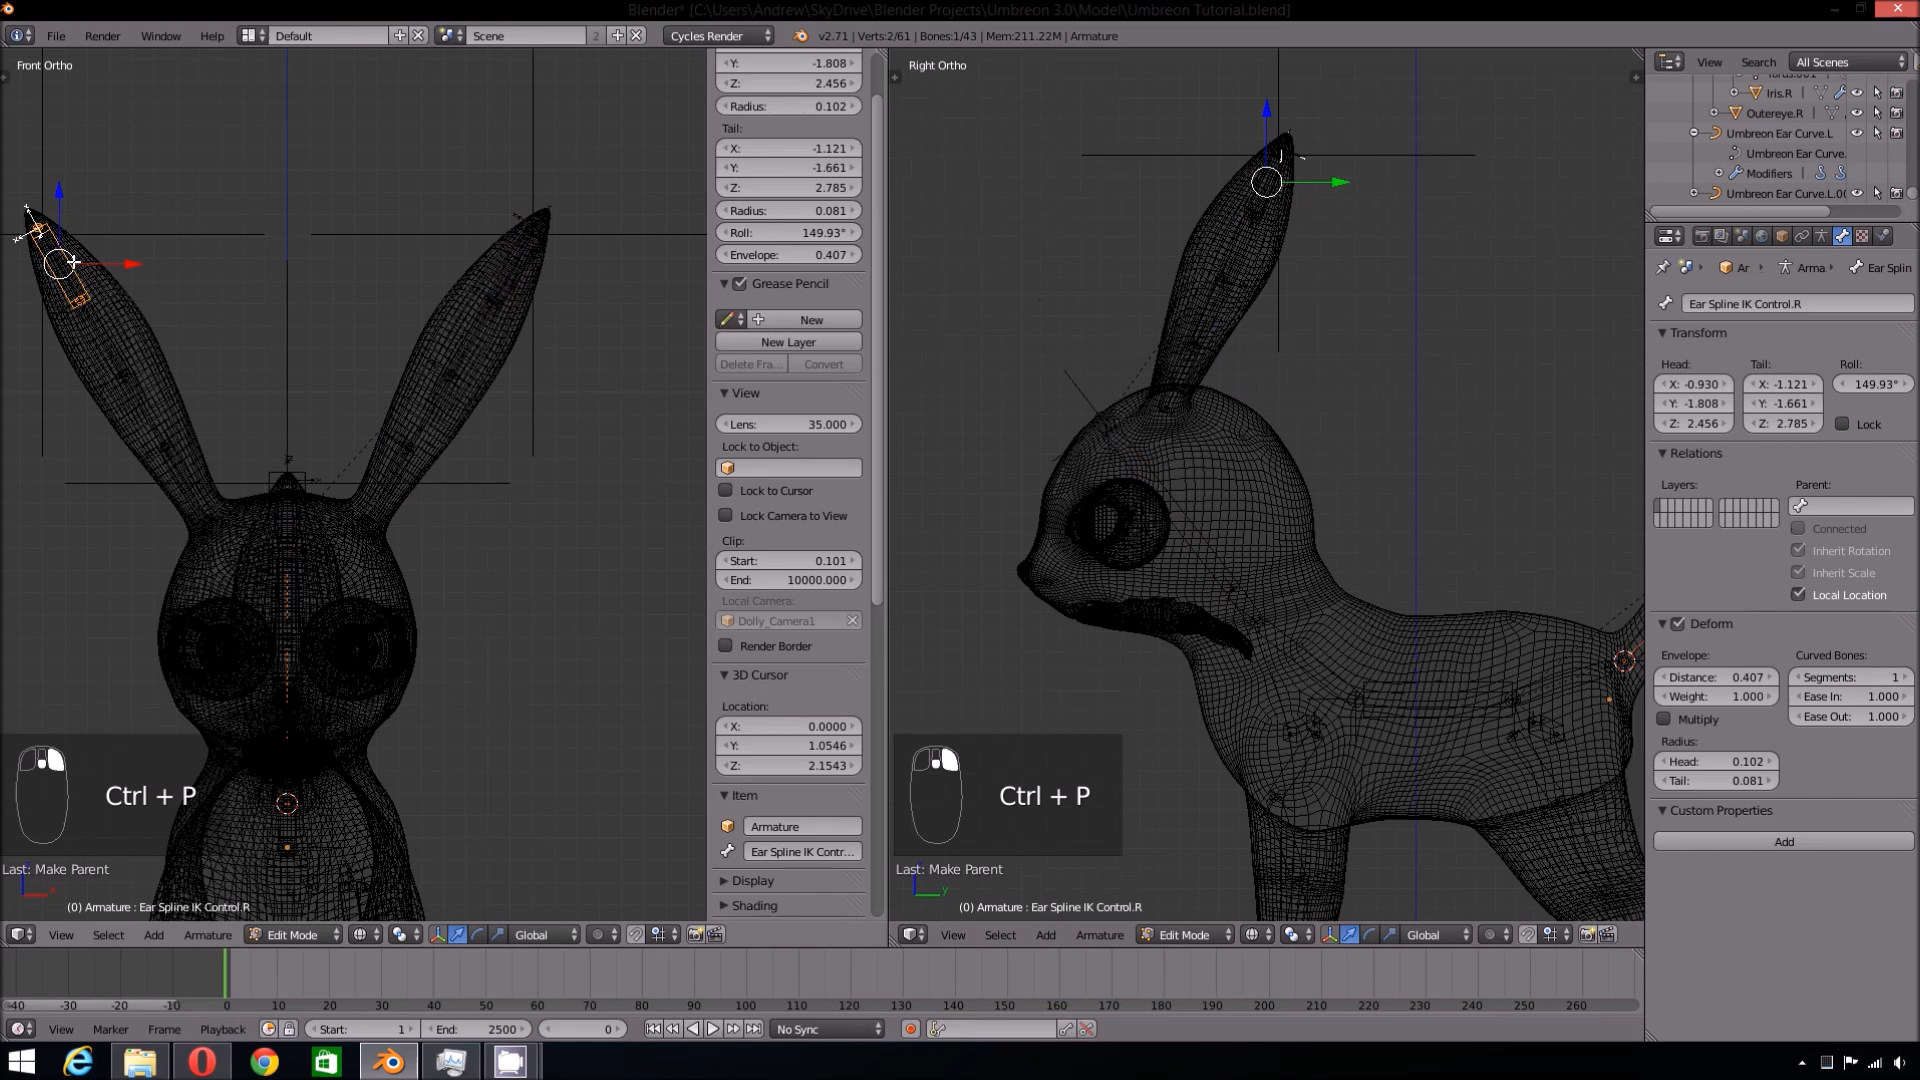 Blender* [C:\Users\Andrew\SkyDrive\Blender Projects\Umbreon 3.0\Model\Umbreon Tutorial.blend]
File Render Window Help Default Scene 2 Cycles Render v2.71 | Verts:2/61 | Bones:1/43 | Mem:211.22M | Armature
Front Ortho
Y: -1.808
Z: 2.456
Radius: 0.102
Tail:
X: -1.121
Y: -1.661
Z: 2.785
Radius: 0.081
Roll: 149.93°
Envelope: 0.407
Grease Pencil
New
New Layer
Delete Fra... Convert
View
Lens: 35.000
Lock to Object:
Lock to Cursor
Lock Camera to View
Clip:
Start: 0.101
End: 10000.000
Local Camera:
Dolly_Camera1
Render Border
3D Cursor
Location:
X: 0.0000
Y: 1.0546
Z: 2.1543
Item
Armature
Ear Spline IK Contr...
Display
Shading
Ctrl + P
Last: Make Parent
(0) Armature : Ear Spline IK Control.R
View Select Add Armature Edit Mode Global
Right Ortho
Ctrl + P
Last: Make Parent
(0) Armature : Ear Spline IK Control.R
View Select Add Armature Edit Mode Global
View Search All Scenes
Iris.R
Outereye.R
Umbreon Ear Curve.L
Umbreon Ear Curve.
Modifiers
Umbreon Ear Curve.L.00
Ar Arma Ear Splin
Ear Spline IK Control.R
Transform
Head: Tail: Roll:
X: -0.930 X: -1.121 149.93°
Y: -1.808 Y: -1.661
Z: 2.456 Z: 2.785 Lock
Relations
Layers: Parent:
Connected
Inherit Rotation
Inherit Scale
Local Location
Deform
Envelope: Curved Bones:
Distance: 0.407 Segments: 1
Weight: 1.000 Ease In: 1.000
Multiply Ease Out: 1.000
Radius:
Head: 0.102
Tail: 0.081
Custom Properties
Add
-40 -30 -20 -10 0 10 20 30 40 50 60 70 80 90 100 110 120 130 140 150 160 170 180 190 200 210 220 230 240 250 260
View Marker Frame Playback Start: 1 End: 2500 0 No Sync